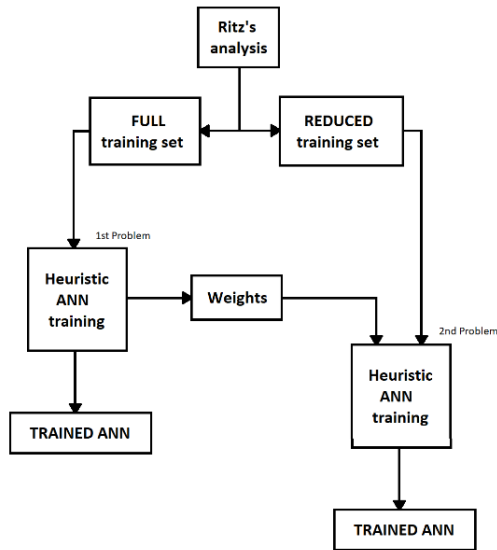 Ritz's
analysis
FULL
training set
REDUCED
training set
1st Problem
Heuristic
ANN
training
Weights
2nd Problem
Heuristic
ANN
training
TRAINED ANN
TRAINED ANN